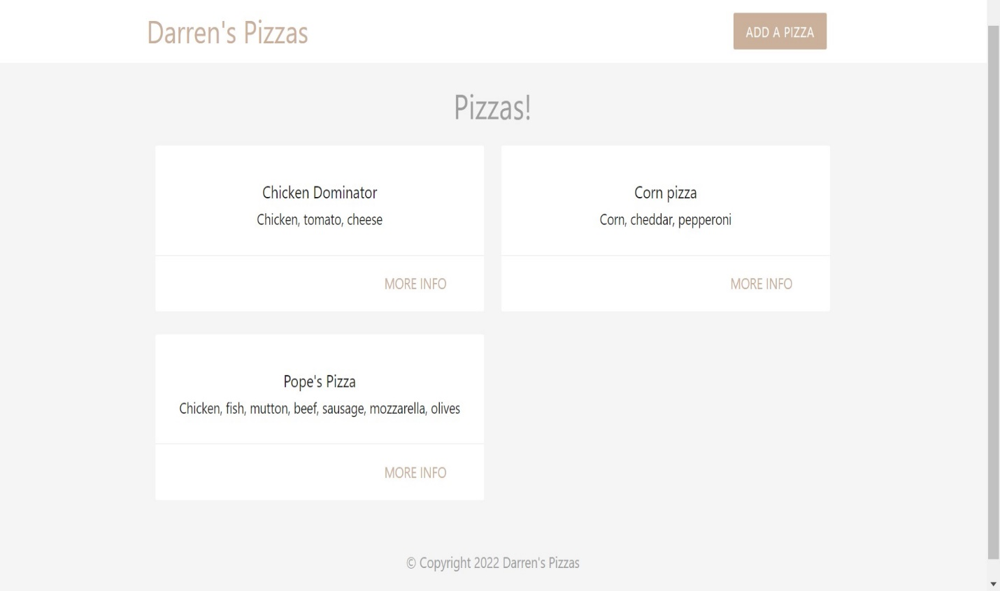 Darren's Pizzas
ADD A PIZZA
Pizzas!
Chicken Dominator
Chicken, tomato, cheese
MORE INFO
Corn pizza
Corn, cheddar, pepperoni
MORE INFO
Pope's Pizza
Chicken, fish, mutton, beef, sausage, mozzarella, olives
MORE INFO
© Copyright 2022 Darren's Pizzas